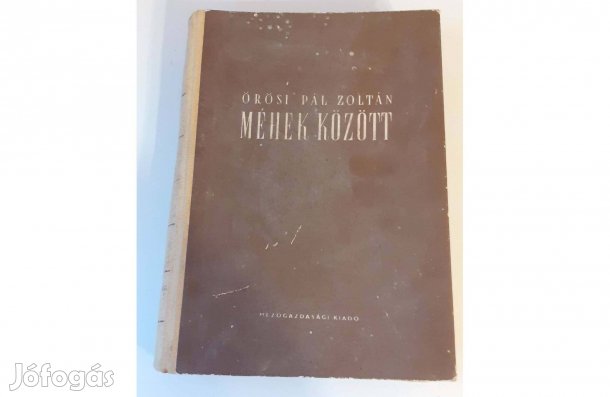 ÖRÖSI PÁL ZOLTÁN
MÉHEK KÖZÖTT
MEZŐGAZDASÁGI KIADÓ
Jófogás